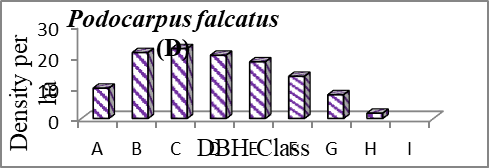 Podocarpus falcatus
(D)
Density per
ha
30
20
10
0
A B C D E F G H I
DBH Class